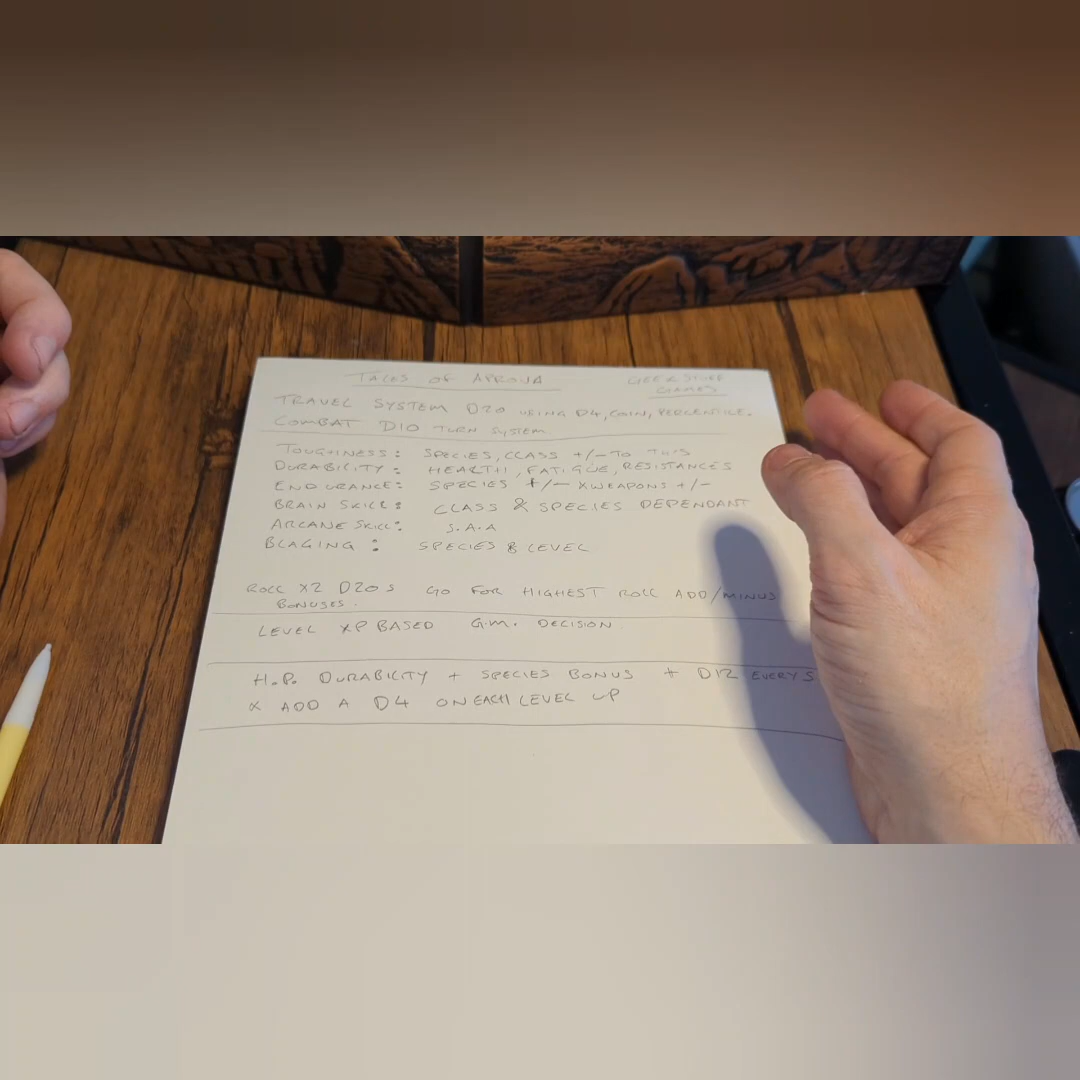 TALES OF APROVA
GEEK STUFF
GAMES
TRAVEL SYSTEM D20 USING D4, COIN, PERCENTILE.
COMBAT D10 TURN SYSTEM
TOUGHNESS: SPECIES, CLASS +/- TO THIS
DURABILITY: HEALTH, FATIGUE, RESISTANCES
ENDURANCE: SPECIES +/- & WEAPONS +/-
BRAIN SKILL: CLASS & SPECIES DEPENDANT
ARCANE SKILL: S.A.A
BLAGING: SPECIES & LEVEL
ROLL X2 D20S GO FOR HIGHEST ROLL ADD/MINUS
BONUSES.
LEVEL XP BASED G.M. DECISION
H.P. DURABILITY + SPECIES BONUS + D12 EVERY 5
& ADD A D4 ON EACH LEVEL UP